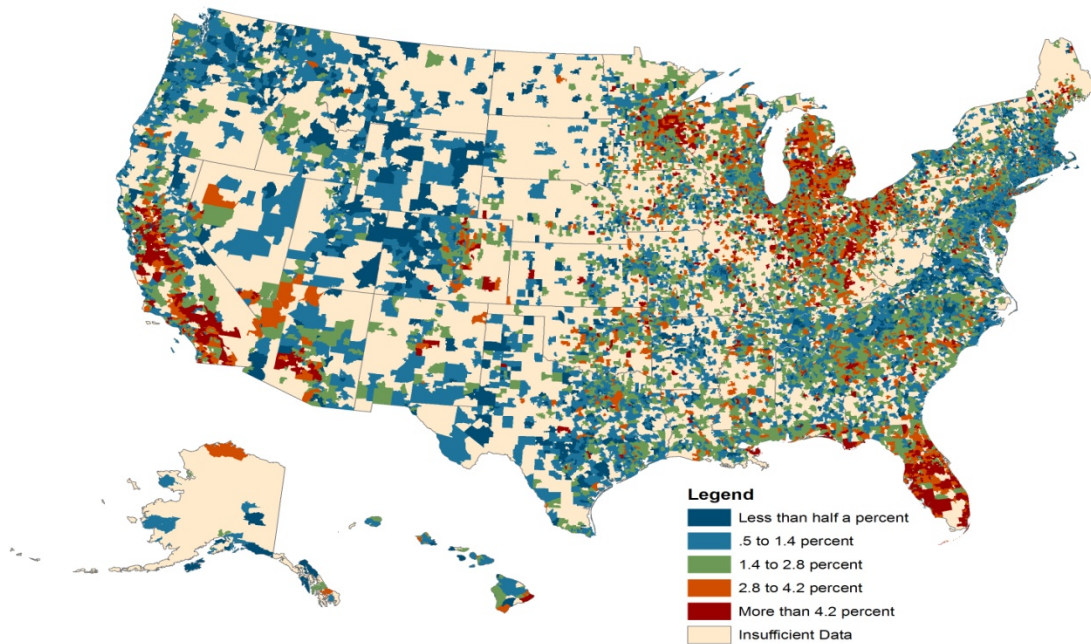 Legend
Less than half a percent
.5 to 1.4 percent
1.4 to 2.8 percent
2.8 to 4.2 percent
More than 4.2 percent
Insufficient Data